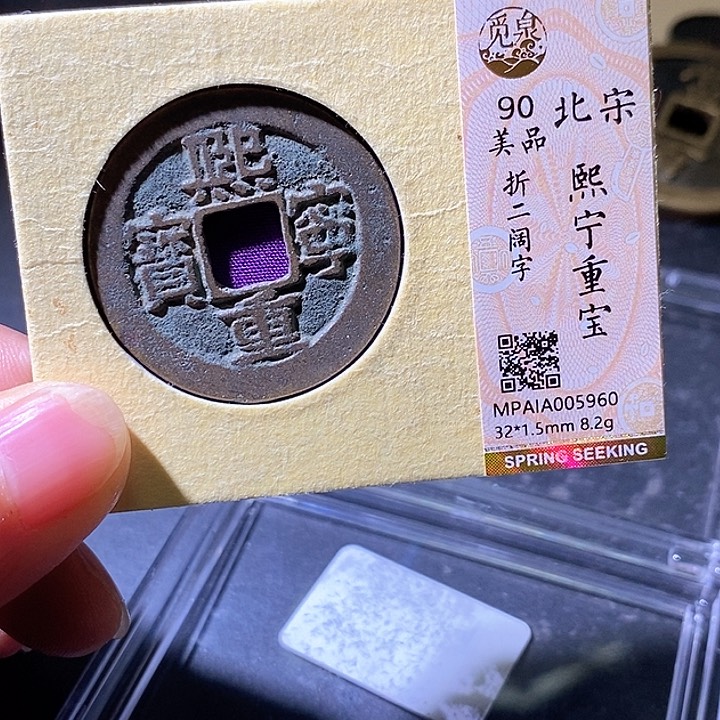 熙寧重寶
觅泉
北宋
熙宁重宝
90
美品
折二阔字
MPAIA005960
32*1.5mm 8.2g
SPRING SEEKING